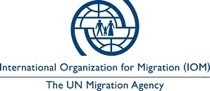 International Organization for Migration (IOM)
The UN Migration Agency